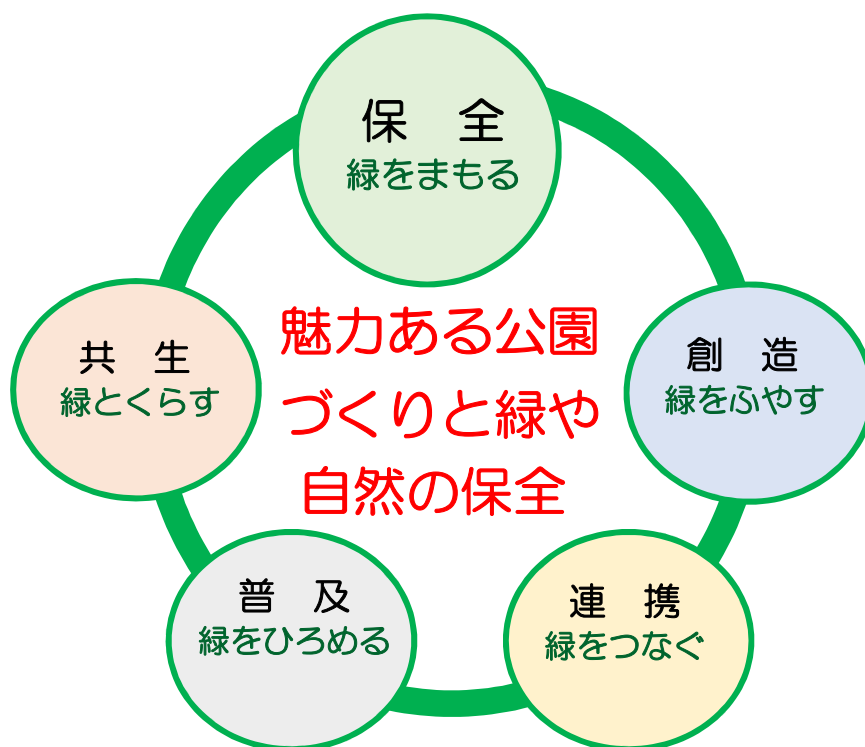 保　全
緑をまもる
共　生
緑とくらす
魅力ある公園
づくりと緑や
自然の保全
創　造
緑をふやす
普　及
緑をひろめる
連　携
緑をつなぐ